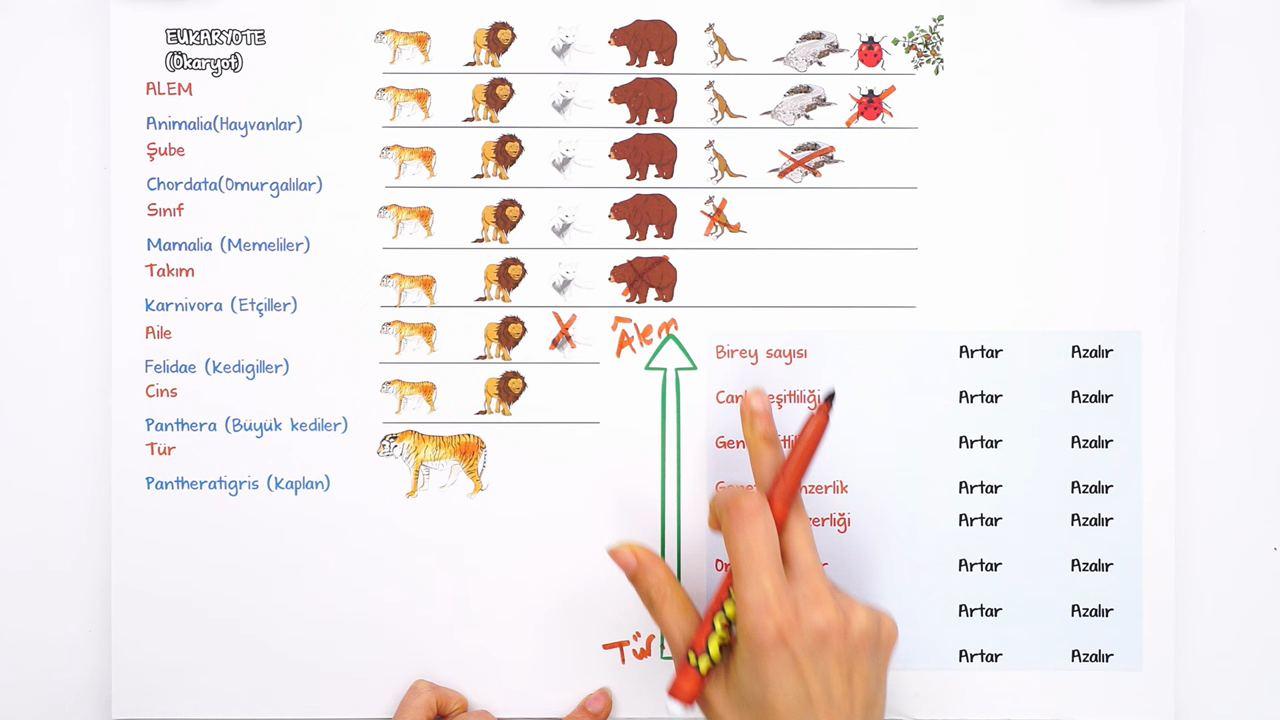 EUKARYOTE
(Ökaryot)
ALEM
Animalia(Hayvanlar)
Şube
Chordata(Omurgalılar)
Sınıf
Mamalia (Memeliler)
Takım
Karnivora (Etçiller)
Aile
Felidae (Kedigiller)
Cins
Panthera (Büyük kediler)
Tür
Pantheratigris (Kaplan)
Âlem
Tür
Birey sayısı Artar Azalır
Artar Azalır
Artar Azalır
Artar Azalır
Artar Azalır
Artar Azalır
Artar Azalır
Artar Azalır